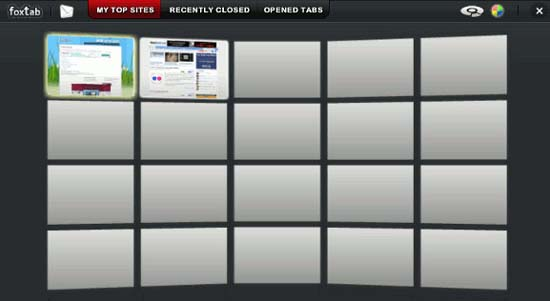 foxtab MY TOP SITES RECENTLY CLOSED OPENED TABS